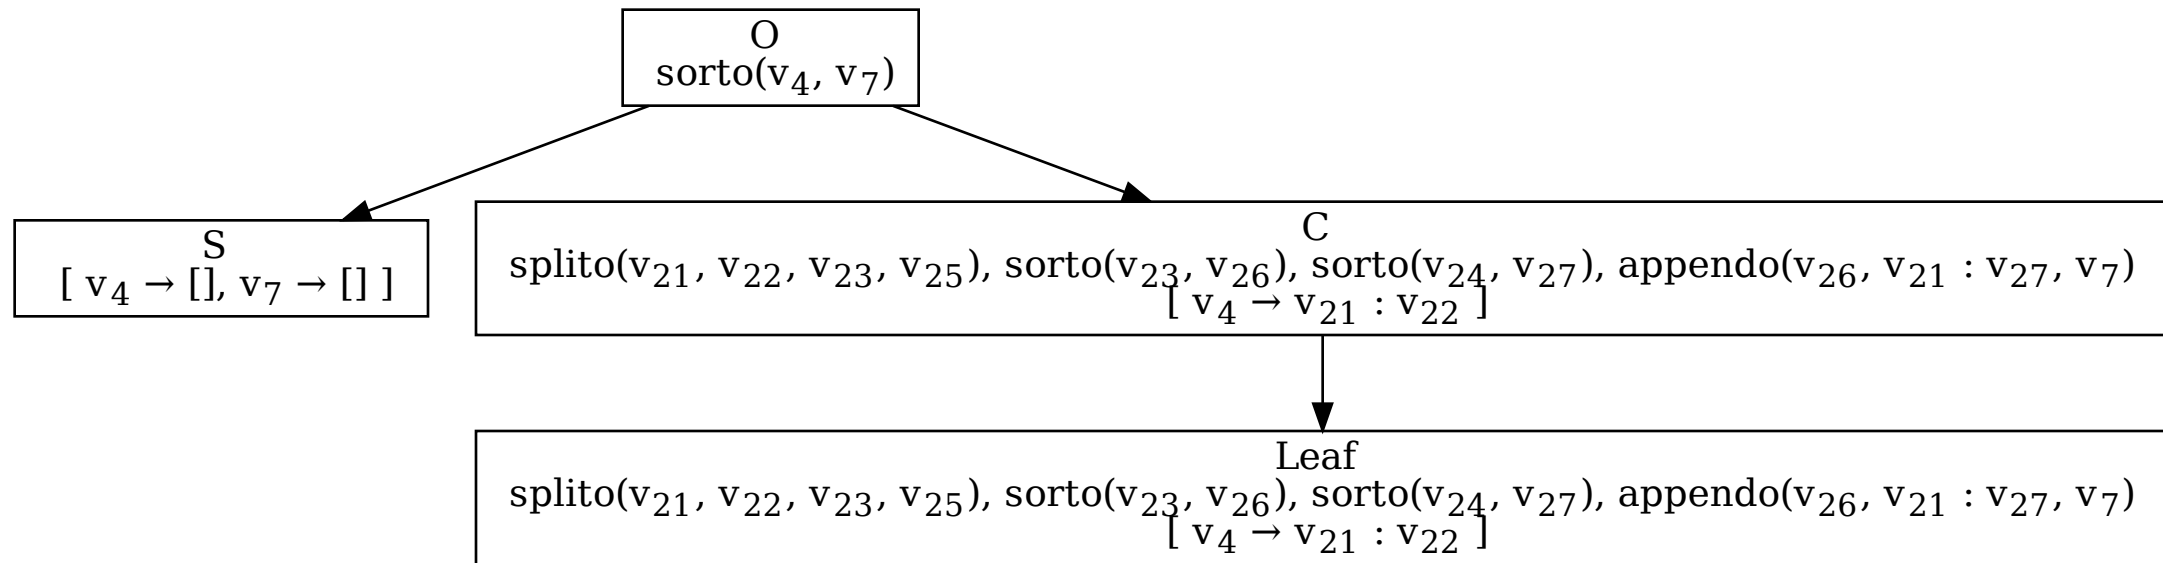 O
sorto(v₄, v₇)
S
[ v₄ → [], v₇ → [] ]
C
splito(v₂₁, v₂₂, v₂₃, v₂₅), sorto(v₂₃, v₂₆), sorto(v₂₄, v₂₇), appendo(v₂₆, v₂₁ : v₂₇, v₇)
[ v₄ → v₂₁ : v₂₂ ]
Leaf
splito(v₂₁, v₂₂, v₂₃, v₂₅), sorto(v₂₃, v₂₆), sorto(v₂₄, v₂₇), appendo(v₂₆, v₂₁ : v₂₇, v₇)
[ v₄ → v₂₁ : v₂₂ ]